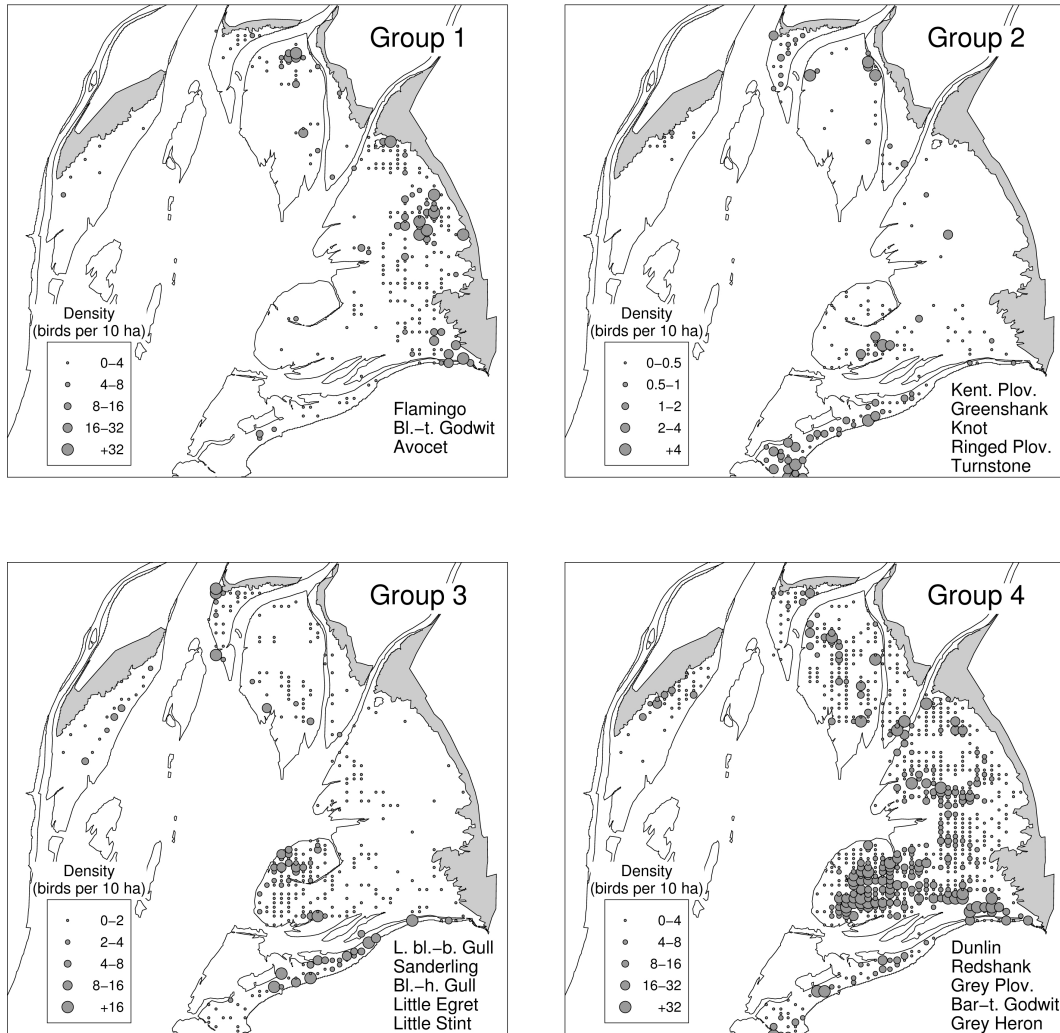 Group 1
Density
(birds per 10 ha)
0−4
4−8
8−16
16−32
+32
Flamingo
Bl.−t. Godwit
Avocet
Group 2
Density
(birds per 10 ha)
0−0.5
0.5−1
1−2
2−4
+4
Kent. Plov.
Greenshank
Knot
Ringed Plov.
Turnstone
Group 3
Density
(birds per 10 ha)
0−2
2−4
4−8
8−16
+16
L. bl.−b. Gull
Sanderling
Bl.−h. Gull
Little Egret
Little Stint
Group 4
Density
(birds per 10 ha)
0−4
4−8
8−16
16−32
+32
Dunlin
Redshank
Grey Plov.
Bar−t. Godwit
Grey Heron